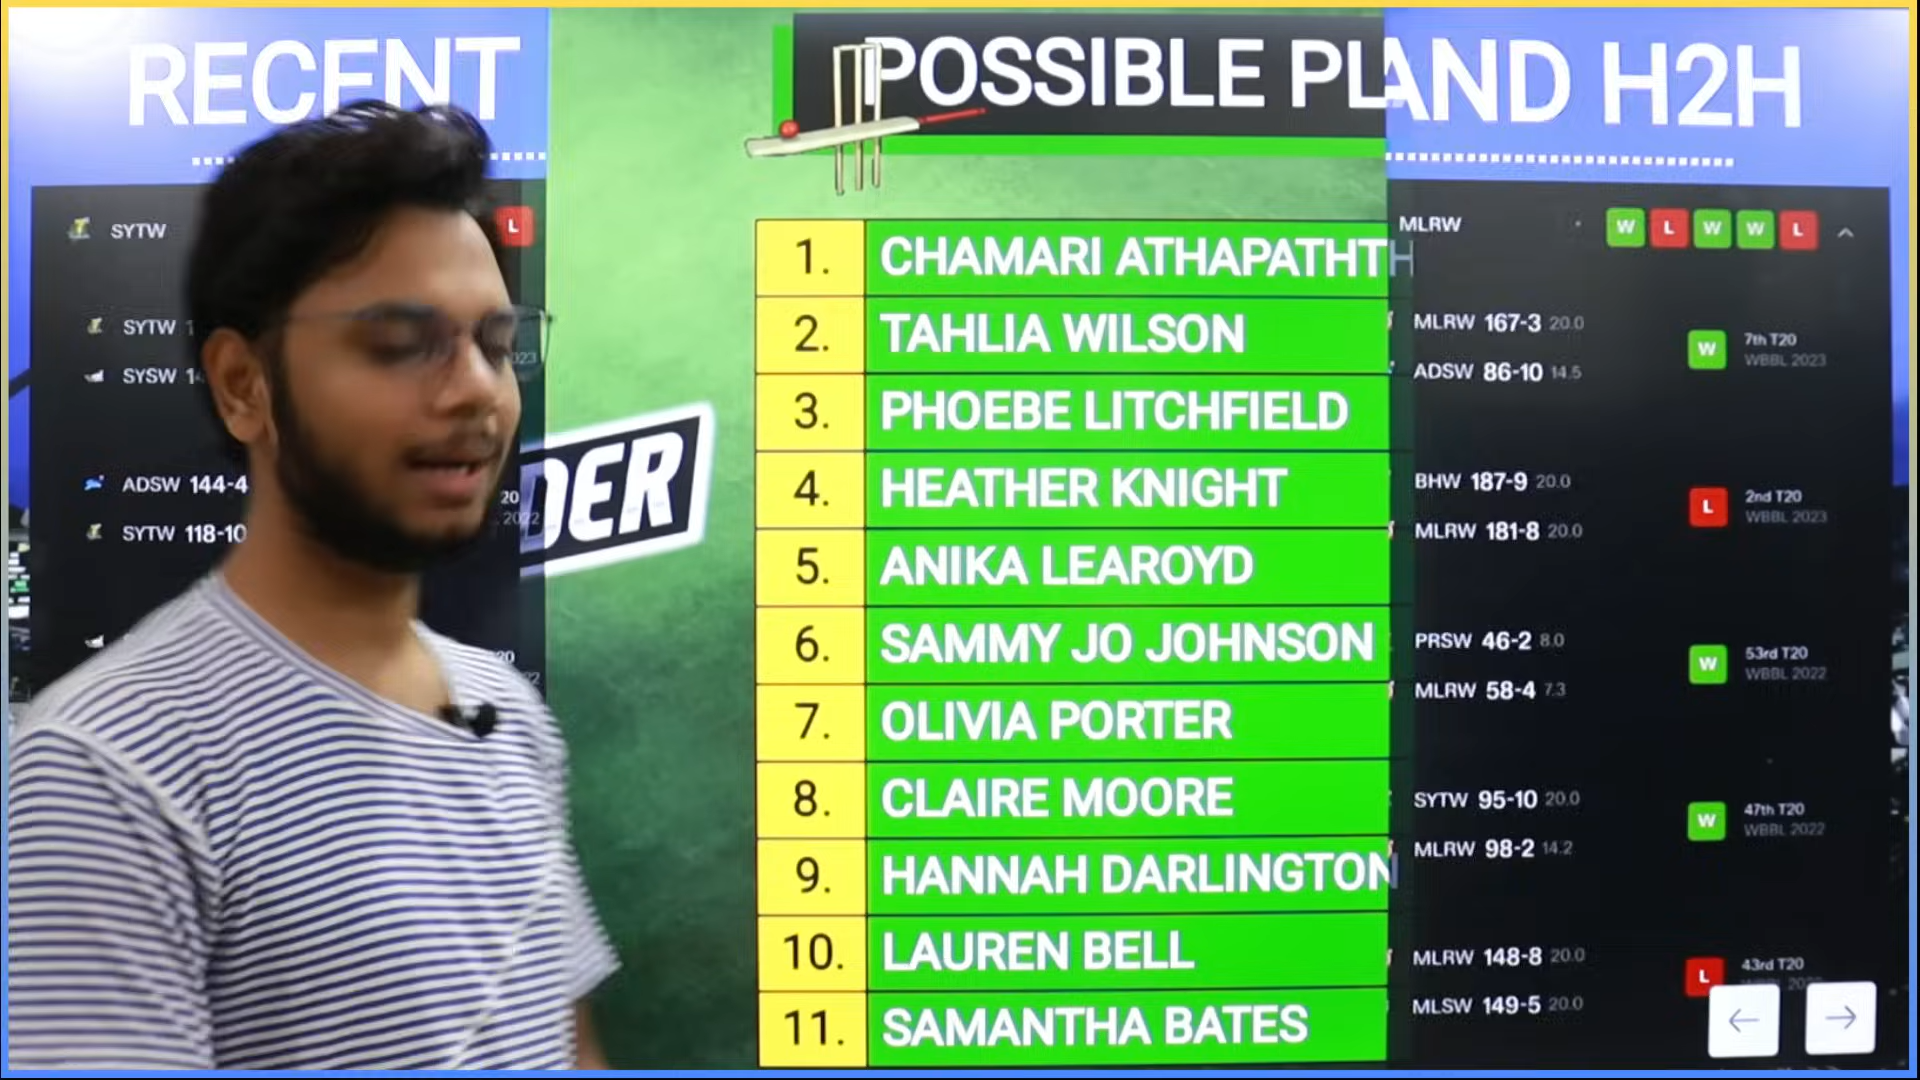 RECENT
POSSIBLE PL
AND H2H
SYTW
L
SYTW
SYSW
ADSW 144-4
SYTW 118-10
DER
1. CHAMARI ATHAPATHTH
2. TAHLIA WILSON
3. PHOEBE LITCHFIELD
4. HEATHER KNIGHT
5. ANIKA LEAROYD
6. SAMMY JO JOHNSON
7. OLIVIA PORTER
8. CLAIRE MOORE
9. HANNAH DARLINGTON
10. LAUREN BELL
11. SAMANTHA BATES
MLRW W L W W L
MLRW 167-3 20.0
ADSW 86-10 14.5
W 7th T20
WBBL 2023
BHW 187-9 20.0
MLRW 181-8 20.0
L 2nd T20
WBBL 2023
PRSW 46-2 8.0
MLRW 58-4 7.3
W 53rd T20
WBBL 2022
SYTW 95-10 20.0
MLRW 98-2 14.2
W 47th T20
WBBL 2022
MLRW 148-8 20.0
MLSW 149-5 20.0
L 43rd T20